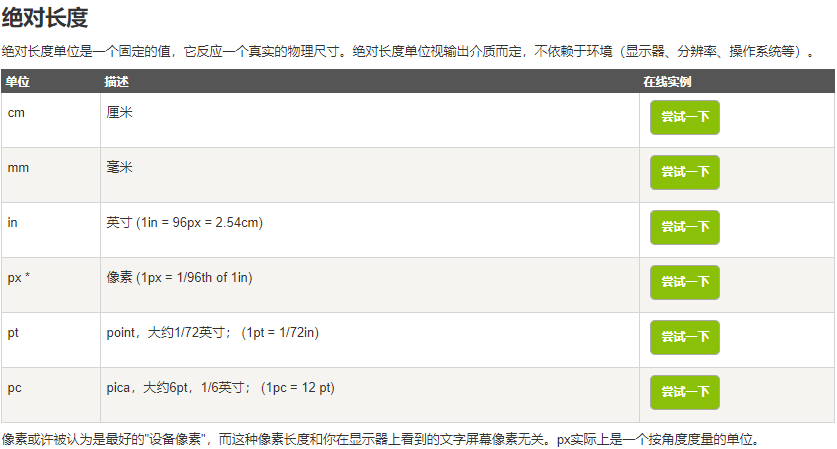 绝对长度
绝对长度单位是一个固定的值，它反应一个真实的物理尺寸。绝对长度单位视输出介质而定，不依赖于环境（显示器、分辨率、操作系统等）。
单位 描述 在线实例
cm 厘米 尝试一下
mm 毫米 尝试一下
in 英寸 (1in = 96px = 2.54cm) 尝试一下
px * 像素 (1px = 1/96th of 1in) 尝试一下
pt point，大约1/72英寸； (1pt = 1/72in) 尝试一下
pc pica，大约6pt，1/6英寸； (1pc = 12 pt) 尝试一下
像素或许被认为是最好的"设备像素"，而这种像素长度和你在显示器上看到的文字屏幕像素无关。px实际上是一个按角度度量的单位。